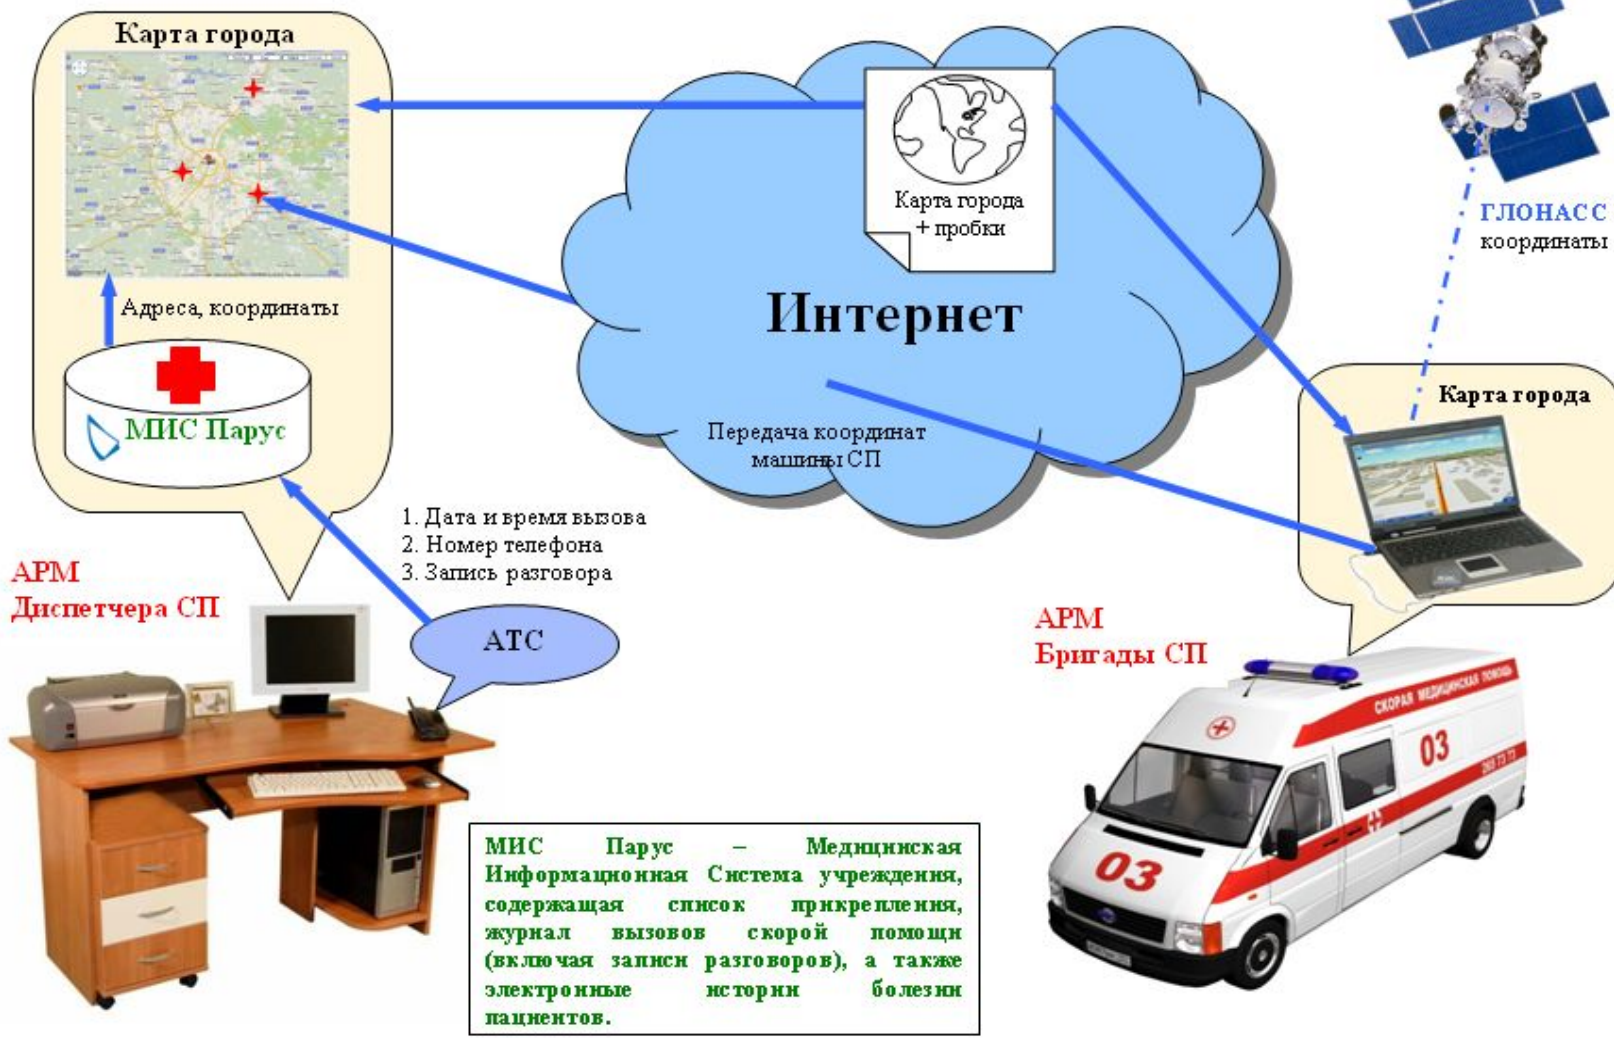 Карта города
Адреса, координаты
МИС Парус
1. Дата и время вызова
2. Номер телефона
3. Запись разговора
АРМ
Диспетчера СП
АТС
Карта города
+ пробки
Интернет
Передача координат
машины СП
ГЛОНАСС
координаты
Карта города
АРМ
Бригады СП
СКОРАЯ МЕДИЦИНСКАЯ ПОМОЩЬ
03
03
МИС Парус – Медицинская
Информационная Система учреждения,
содержащая список прикрепления,
журнал вызовов скорой помощи
(включая записи разговоров), а также
электронные истории болезни
пациентов.